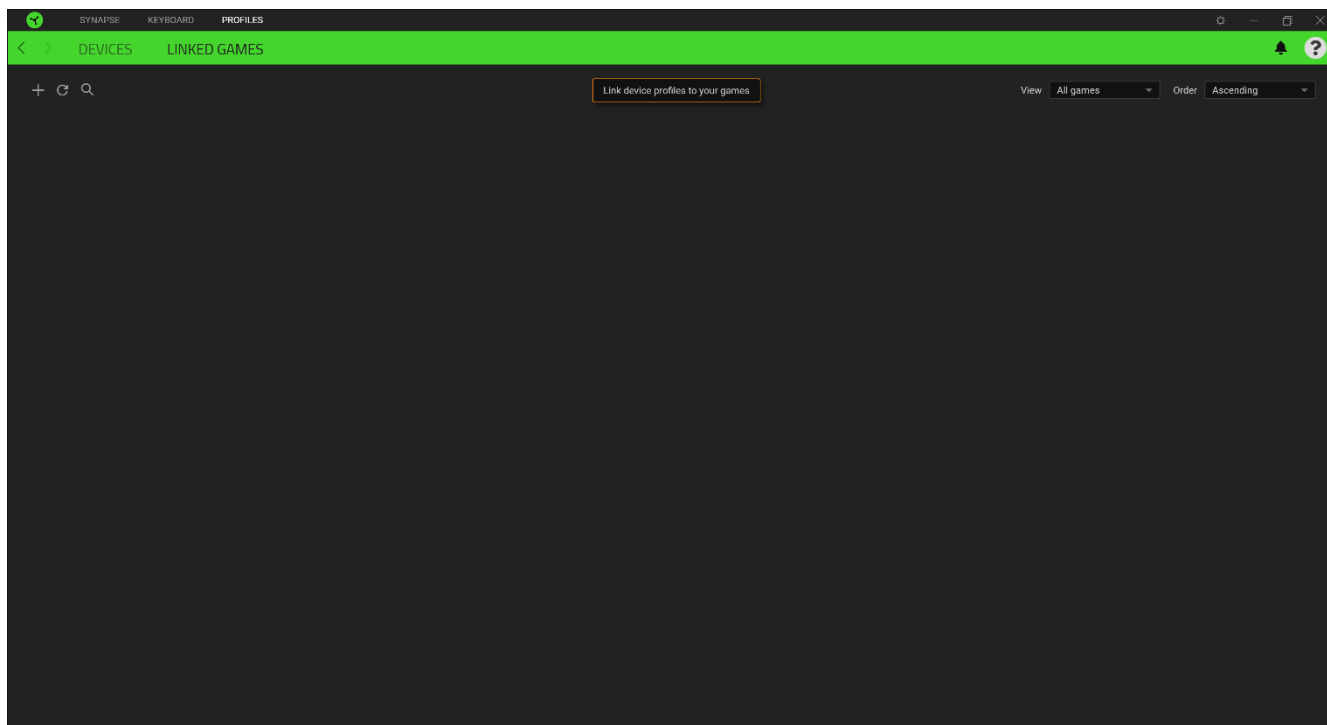 SYNAPSE KEYBOARD PROFILES
DEVICES LINKED GAMES ?
Link device profiles to your games View All games Order Ascending